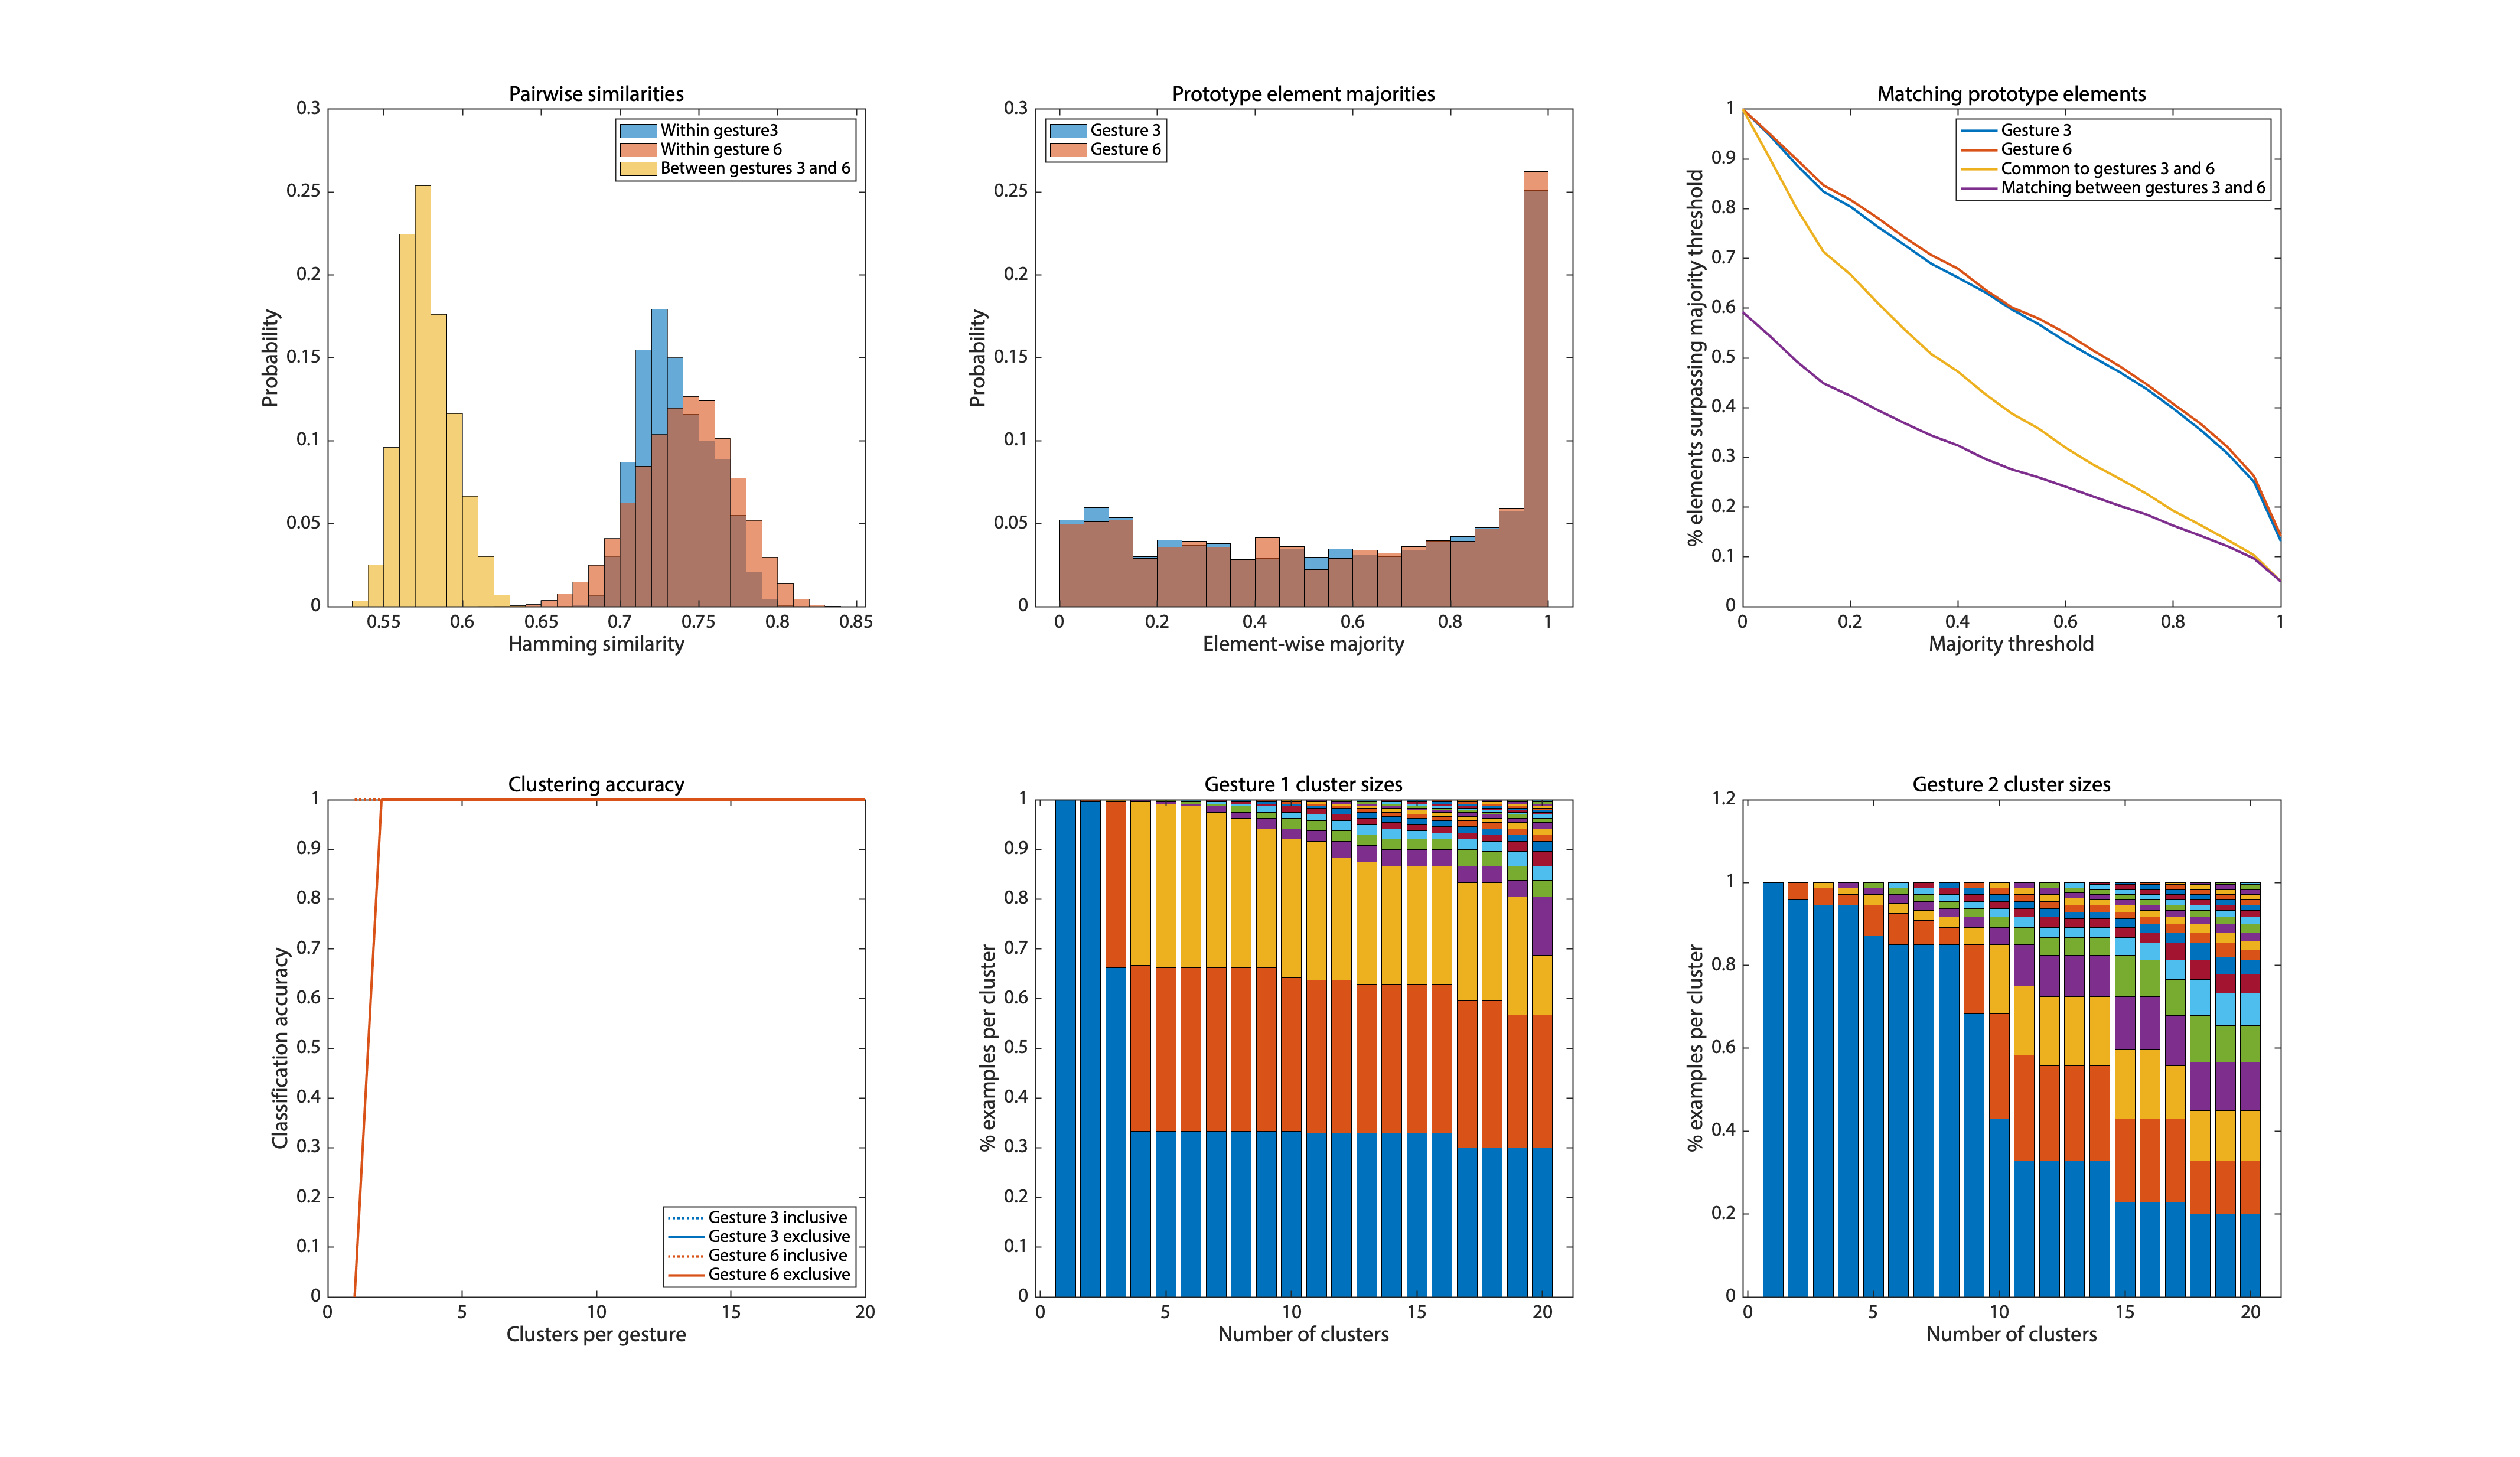 Pairwise similarities
0.3
0.25
0.2
0.15
0.1
0.05
0
Probability
Within gesture3
Within gesture 6
Between gestures 3 and 6
0.55 0.6 0.65 0.7 0.75 0.8 0.85
Hamming similarity
Prototype element majorities
0.3
0.25
0.2
0.15
0.1
0.05
0
Probability
Gesture 3
Gesture 6
0 0.2 0.4 0.6 0.8 1
Element-wise majority
Matching prototype elements
1
0.9
0.8
0.7
0.6
0.5
0.4
0.3
0.2
0.1
0
% elements surpassing majority threshold
Gesture 3
Gesture 6
Common to gestures 3 and 6
Matching between gestures 3 and 6
0 0.2 0.4 0.6 0.8 1
Majority threshold
Clustering accuracy
1
0.9
0.8
0.7
0.6
0.5
0.4
0.3
0.2
0.1
0
Classification accuracy
Gesture 3 inclusive
Gesture 3 exclusive
Gesture 6 inclusive
Gesture 6 exclusive
0 5 10 15 20
Clusters per gesture
Gesture 1 cluster sizes
1
0.9
0.8
0.7
0.6
0.5
0.4
0.3
0.2
0.1
0
% examples per cluster
0 5 10 15 20
Number of clusters
Gesture 2 cluster sizes
1.2
1
0.8
0.6
0.4
0.2
0
% examples per cluster
0 5 10 15 20
Number of clusters